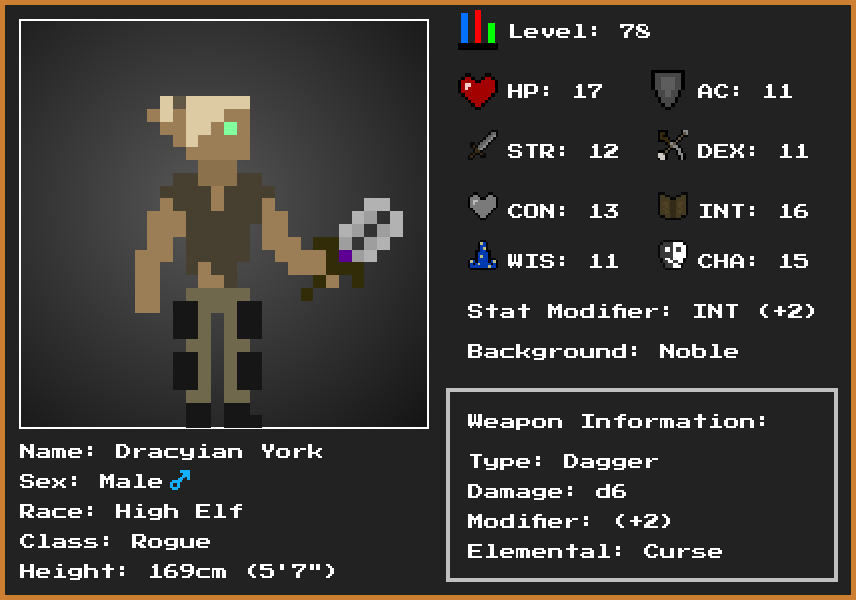 Level: 78
HP: 17 AC: 11
STR: 12 DEX: 11
CON: 13 INT: 16
WIS: 11 CHA: 15
Stat Modifier: INT (+2)
Background: Noble
Name: Dracyian York
Sex: Male ♂
Race: High Elf
Class: Rogue
Height: 169cm (5'7")
Weapon Information:
Type: Dagger
Damage: d6
Modifier: (+2)
Elemental: Curse